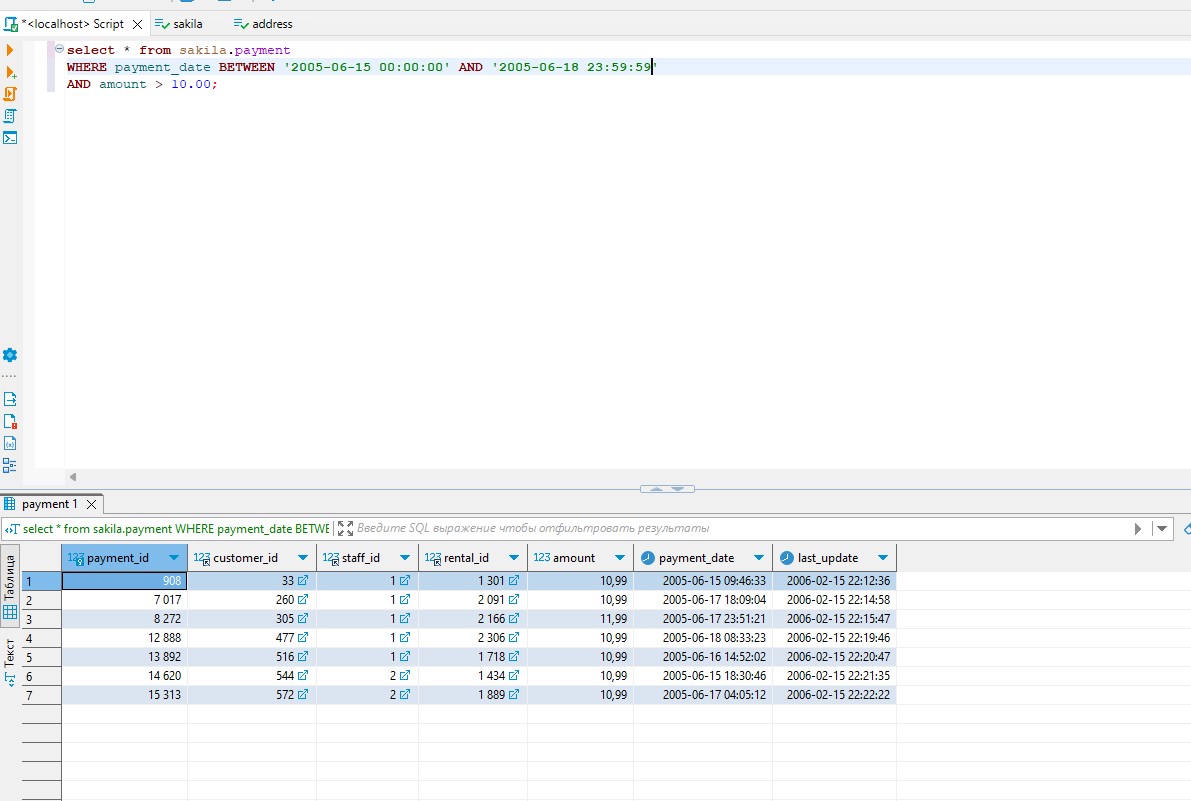 *<localhost> Script
sakila
address
select * from sakila.payment
WHERE payment_date BETWEEN '2005-06-15 00:00:00' AND '2005-06-18 23:59:59'
AND amount > 10.00;
payment 1
select * from sakila.payment WHERE payment_date BETWE
Введите SQL выражение чтобы отфильтровать результаты
Таблица
Текст
123 payment_id 123 customer_id 123 staff_id 123 rental_id 123 amount payment_date last_update
1 908 33 1 1 301 10,99 2005-06-15 09:46:33 2006-02-15 22:12:36
2 7 017 260 1 2 091 10,99 2005-06-17 18:09:04 2006-02-15 22:14:58
3 8 272 305 1 2 166 11,99 2005-06-17 23:51:21 2006-02-15 22:15:47
4 12 888 477 1 2 306 10,99 2005-06-18 08:33:23 2006-02-15 22:19:46
5 13 892 516 1 1 718 10,99 2005-06-16 14:52:02 2006-02-15 22:20:47
6 14 620 544 2 1 434 10,99 2005-06-15 18:30:46 2006-02-15 22:21:35
7 15 313 572 2 1 889 10,99 2005-06-17 04:05:12 2006-02-15 22:22:22